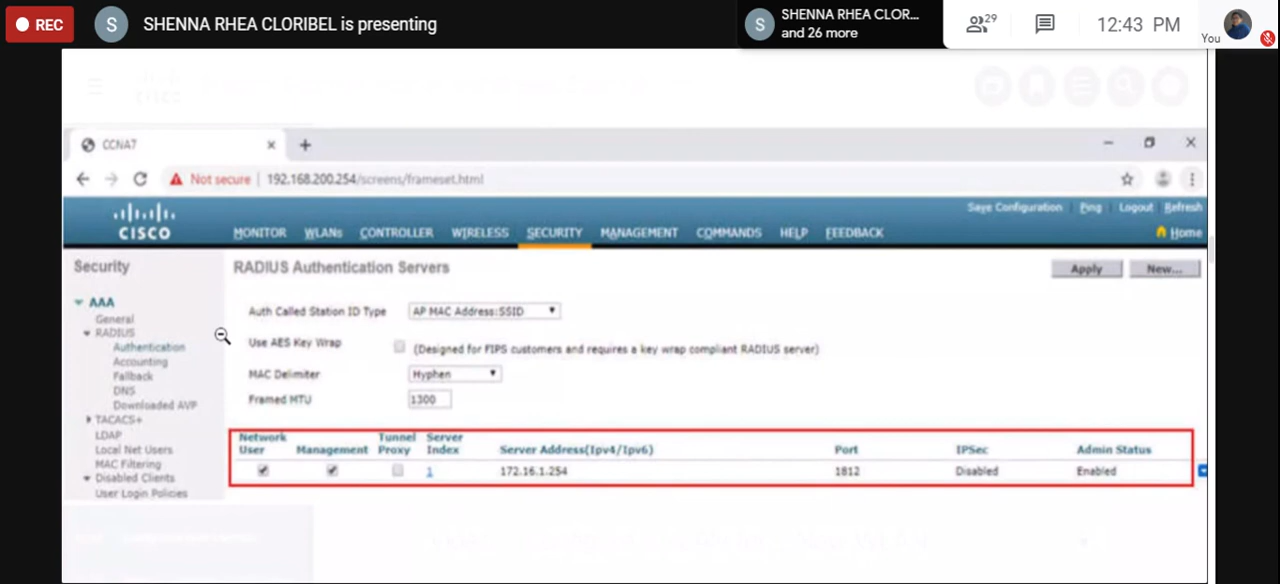 REC
S
SHENNA RHEA CLORIBEL is presenting
S
SHENNA RHEA CLOR...
and 26 more
29
12:43 PM
You
CISCO
CCNA7
Not secure | 192.168.200.254/screens/frameset.html
Save Configuration | Ping | Logout | Refresh
CISCO
MONITOR WLANs CONTROLLER WIRELESS SECURITY MANAGEMENT COMMANDS HELP FEEDBACK
Home
Security
RADIUS Authentication Servers
Apply
New...
AAA
General
RADIUS
Authentication
Accounting
Fallback
DNS
Downloaded AVP
TACACS+
LDAP
Local Net Users
MAC Filtering
Disabled Clients
User Login Policies
Auth Called Station ID Type AP MAC Address:SSID
Use AES Key Wrap (Designed for FIPS customers and requires a key wrap compliant RADIUS server)
MAC Delimiter Hyphen
Framed MTU 1300
Network User Management Tunnel Proxy Server Index Server Address(Ipv4/Ipv6) Port IPSec Admin Status
1 172.16.1.254 1812 Disabled Enabled